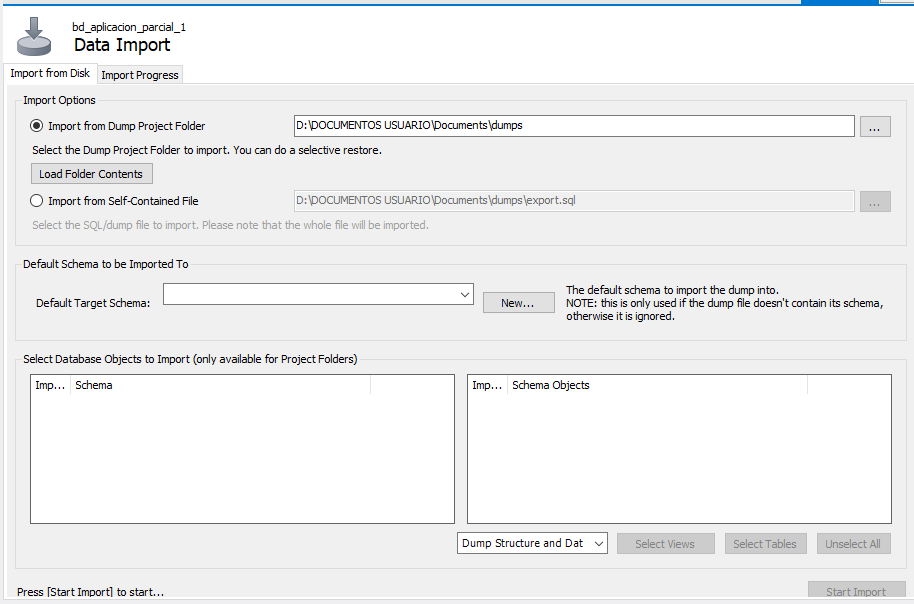 bd_aplicacion_parcial_1
Data Import
Import from Disk
Import Progress
Import Options
Import from Dump Project Folder
D:\DOCUMENTOS USUARIO\Documents\dumps
...
Select the Dump Project Folder to import. You can do a selective restore.
Load Folder Contents
Import from Self-Contained File
D:\DOCUMENTOS USUARIO\Documents\dumps\export.sql
...
Select the SQL/dump file to import. Please note that the whole file will be imported.
Default Schema to be Imported To
Default Target Schema:
New...
The default schema to import the dump into.
NOTE: this is only used if the dump file doesn't contain its schema,
otherwise it is ignored.
Select Database Objects to Import (only available for Project Folders)
Imp... Schema
Imp... Schema Objects
Dump Structure and Dat
Select Views
Select Tables
Unselect All
Press [Start Import] to start...
Start Import